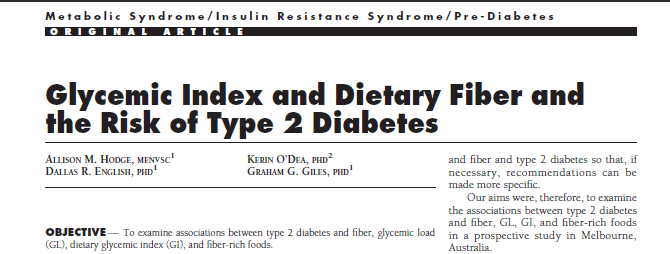 Metabolic Syndrome/Insulin Resistance Syndrome/Pre-Diabetes
ORIGINAL ARTICLE
Glycemic Index and Dietary Fiber and
the Risk of Type 2 Diabetes
ALLISON M. HODGE, MENVSC1
DALLAS R. ENGLISH, PHD1
KERIN O'DEA, PHD2
GRAHAM G. GILES, PHD1
OBJECTIVE — To examine associations between type 2 diabetes and fiber, glycemic load
(GL), dietary glycemic index (GI), and fiber-rich foods.
and fiber and type 2 diabetes so that, if
necessary, recommendations can be
made more specific.
Our aims were, therefore, to examine
the associations between type 2 diabetes
and fiber, GL, GI, and fiber-rich foods
in a prospective study in Melbourne,
Australia.